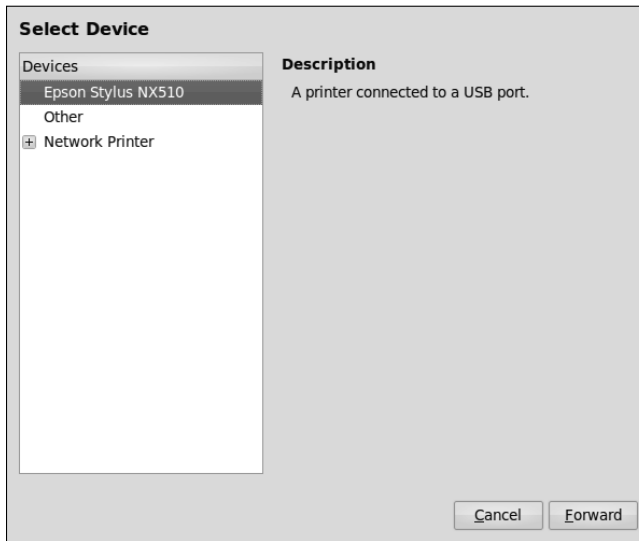 Select Device
Devices
Description
Epson Stylus NX510
A printer connected to a USB port.
Other
Network Printer
Cancel
Forward